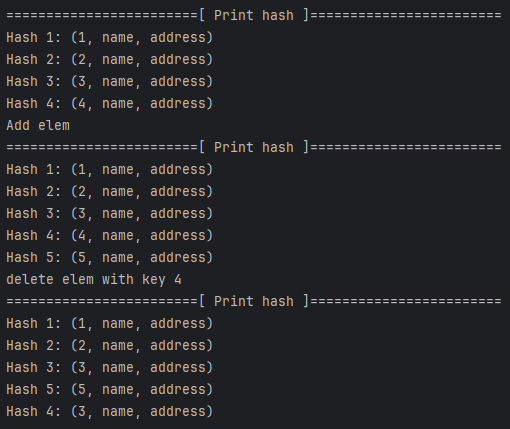 ========================[ Print hash ]========================
Hash 1: (1, name, address)
Hash 2: (2, name, address)
Hash 3: (3, name, address)
Hash 4: (4, name, address)
Add elem
========================[ Print hash ]========================
Hash 1: (1, name, address)
Hash 2: (2, name, address)
Hash 3: (3, name, address)
Hash 4: (4, name, address)
Hash 5: (5, name, address)
delete elem with key 4
========================[ Print hash ]========================
Hash 1: (1, name, address)
Hash 2: (2, name, address)
Hash 3: (3, name, address)
Hash 5: (5, name, address)
Hash 4: (3, name, address)